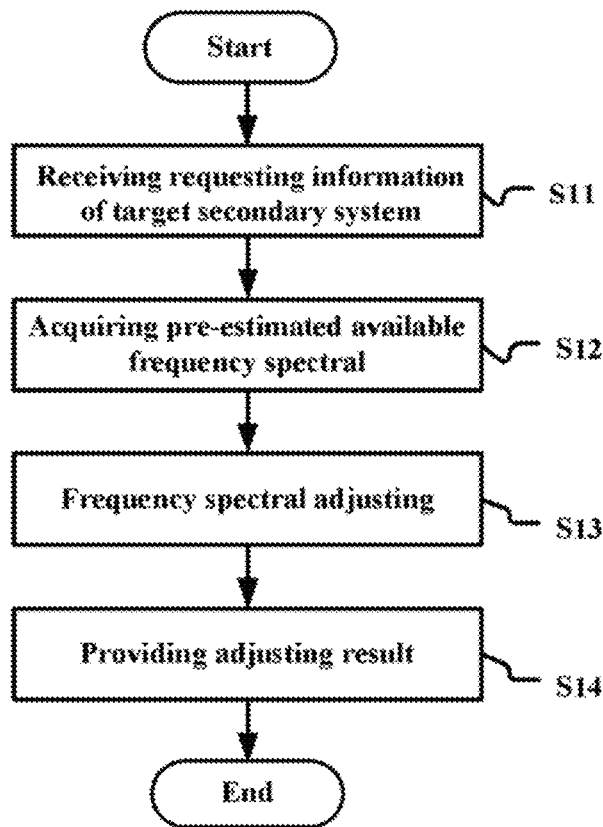 Start
Receiving requesting information
of target secondary system
S11
Acquiring pre-estimated available
frequency spectral
S12
Frequency spectral adjusting
S13
Providing adjusting result
S14
End